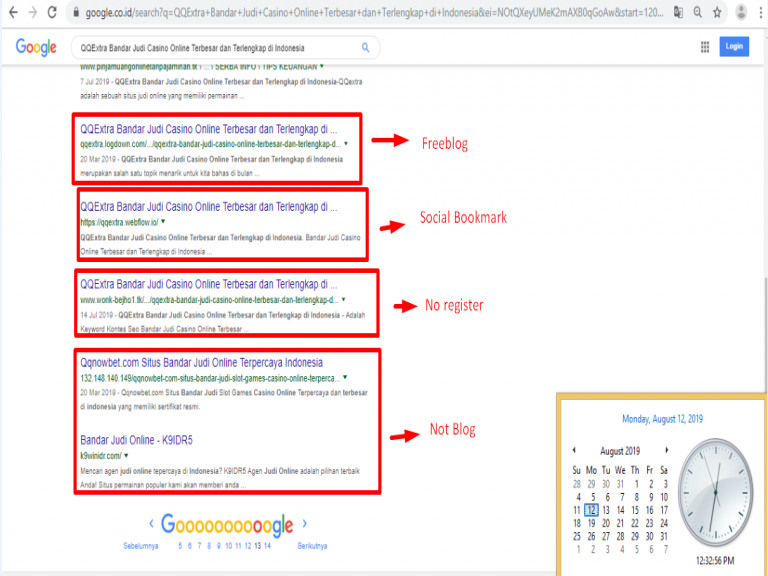 google.co.id/search?q=QQExtra+Bandar+Judi+Casino+Online+Terbesar+dan+Terlengkap+di+Indonesia&ei=NOtQXeyUMeK2mAXB0qGoAw&start=120...
Google
QQExtra Bandar Judi Casino Online Terbesar dan Terlengkap di Indonesia
Login
www.pinjamuangonlinetanpajaminan.tk › ... › SERBA INFO \ TIPS KEUANGAN ▼
7 Jul 2019 - QQExtra Bandar Judi Casino Online Terbesar dan Terlengkap di Indonesia-QQextra
adalah sebuah situs judi online yang memiliki permainan ...
QQExtra Bandar Judi Casino Online Terbesar dan Terlengkap di ...
qqextra.logdown.com/.../qqextra-bandar-judi-casino-online-terbesar-dan-terlengkap-d... ▼
20 Mar 2019 - QQExtra Bandar Judi Casino Online Terbesar dan Terlengkap di Indonesia
merupakan salah satu topik menarik untuk kita bahas di bulan ...
Freeblog
QQExtra Bandar Judi Casino Online Terbesar dan Terlengkap di ...
https://qqextra.webflow.io/ ▼
QQExtra Bandar Judi Casino Online Terbesar dan Terlengkap di Indonesia. Bandar Judi Casino
Online Terbesar dan Terlengkap di Indonesia ...
Social Bookmark
QQExtra Bandar Judi Casino Online Terbesar dan Terlengkap di ...
www.wonk-bejho1.tk/.../qqextra-bandar-judi-casino-online-terbesar-dan-terlengkap-d... ▼
14 Jul 2019 - QQExtra Bandar Judi Casino Online Terbesar dan Terlengkap di Indonesia - Adalah
Keyword Kontes Seo Bandar Judi Casino Online Terbesar ...
No register
Qqnowbet.com Situs Bandar Judi Online Terpercaya Indonesia
132.148.140.149/qqnowbet-com-situs-bandar-judi-slot-games-casino-online-terperca... ▼
20 Mar 2019 - Qqnowbet.com Situs Bandar Judi Slot Games Casino Online Terpercaya dan terbesar
di indonesia yang memiliki sertifikat resmi.
Bandar Judi Online - K9IDR5
k9winidr.com/ ▼
Mencari agen judi online tepercaya di Indonesia? K9IDR5 Agen Judi Online adalah pilihan terbaik
Anda! Situs permainan populer kami akan memberi anda ...
Not Blog
‹ Goooooooooogle ›
Sebelumnya 5 6 7 8 9 10 11 12 13 14 Berikutnya
Monday, August 12, 2019
August 2019
Su Mo Tu We Th Fr Sa
28 29 30 31 1 2 3
4 5 6 7 8 9 10
11 12 13 14 15 16 17
18 19 20 21 22 23 24
25 26 27 28 29 30 31
1 2 3 4 5 6 7
12:32:56 PM